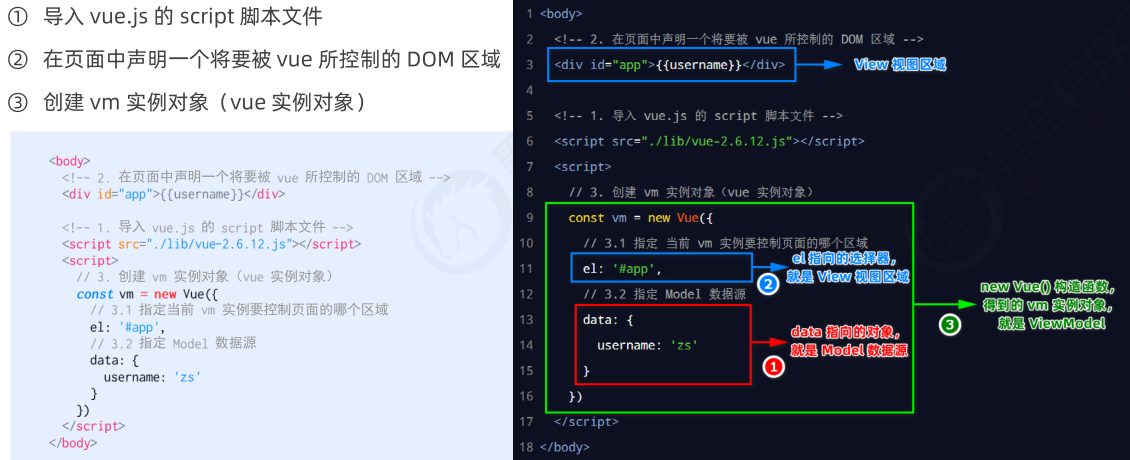 ① 导入 vue.js 的 script 脚本文件
② 在页面中声明一个将要被 vue 所控制的 DOM 区域
③ 创建 vm 实例对象（vue 实例对象）
<body>
<!-- 2. 在页面中声明一个将要被 vue 所控制的 DOM 区域 -->
<div id="app">{{username}}</div>
<!-- 1. 导入 vue.js 的 script 脚本文件 -->
<script src="./lib/vue-2.6.12.js"></script>
<script>
// 3. 创建 vm 实例对象（vue 实例对象）
const vm = new Vue({
// 3.1 指定当前 vm 实例要控制页面的哪个区域
el: '#app',
// 3.2 指定 Model 数据源
data: {
username: 'zs'
}
})
</script>
</body>
1 <body>
2 <!-- 2. 在页面中声明一个将要被 vue 所控制的 DOM 区域 -->
3 <div id="app">{{username}}</div>
View 视图区域
4
5 <!-- 1. 导入 vue.js 的 script 脚本文件 -->
6 <script src="./lib/vue-2.6.12.js"></script>
7 <script>
8 // 3. 创建 vm 实例对象（vue 实例对象）
9 const vm = new Vue({
10 // 3.1 指定 当前 vm 实例要控制页面的哪个区域
11 el: '#app',
12 // 3.2 指定 Model 数据源
13 data: {
14 username: 'zs'
15 }
16 })
17 </script>
18 </body>
2
el 指向的选择器，
就是 View 视图区域
1
data 指向的对象，
就是 Model 数据源
3
new Vue() 构造函数，
得到的 vm 实例对象，
就是 ViewModel